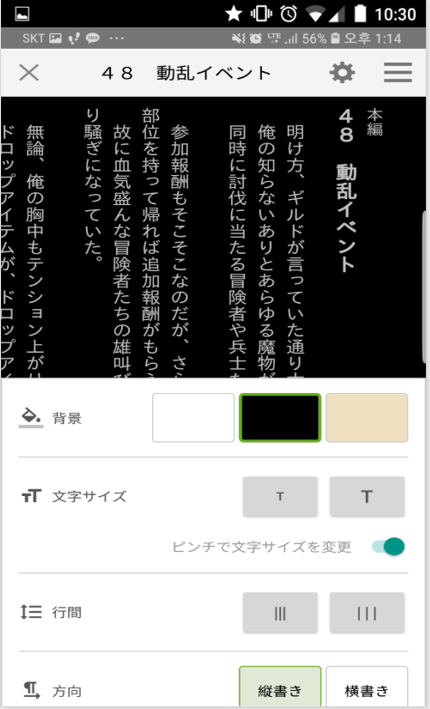 10:30
SKT ... LTE 56% 오후 1:14
48 動乱イベント
本編
48 動乱イベント
明け方、ギルドが言っていた通り
俺の知らないありとあらゆる魔物が
同時に討伐に当たる冒険者や兵士
参加報酬もそこそこなのだが、さら
部位を持って帰れば追加報酬がもらえ
故に血気盛んな冒険者たちの雄叫び
り騒ぎになっていた。
無論、俺の胸中もテンション上がり
ドロップアイテムが、ドロップアイ
背景
文字サイズ
T
T
ピンチで文字サイズを変更
行間
方向
縦書き
横書き